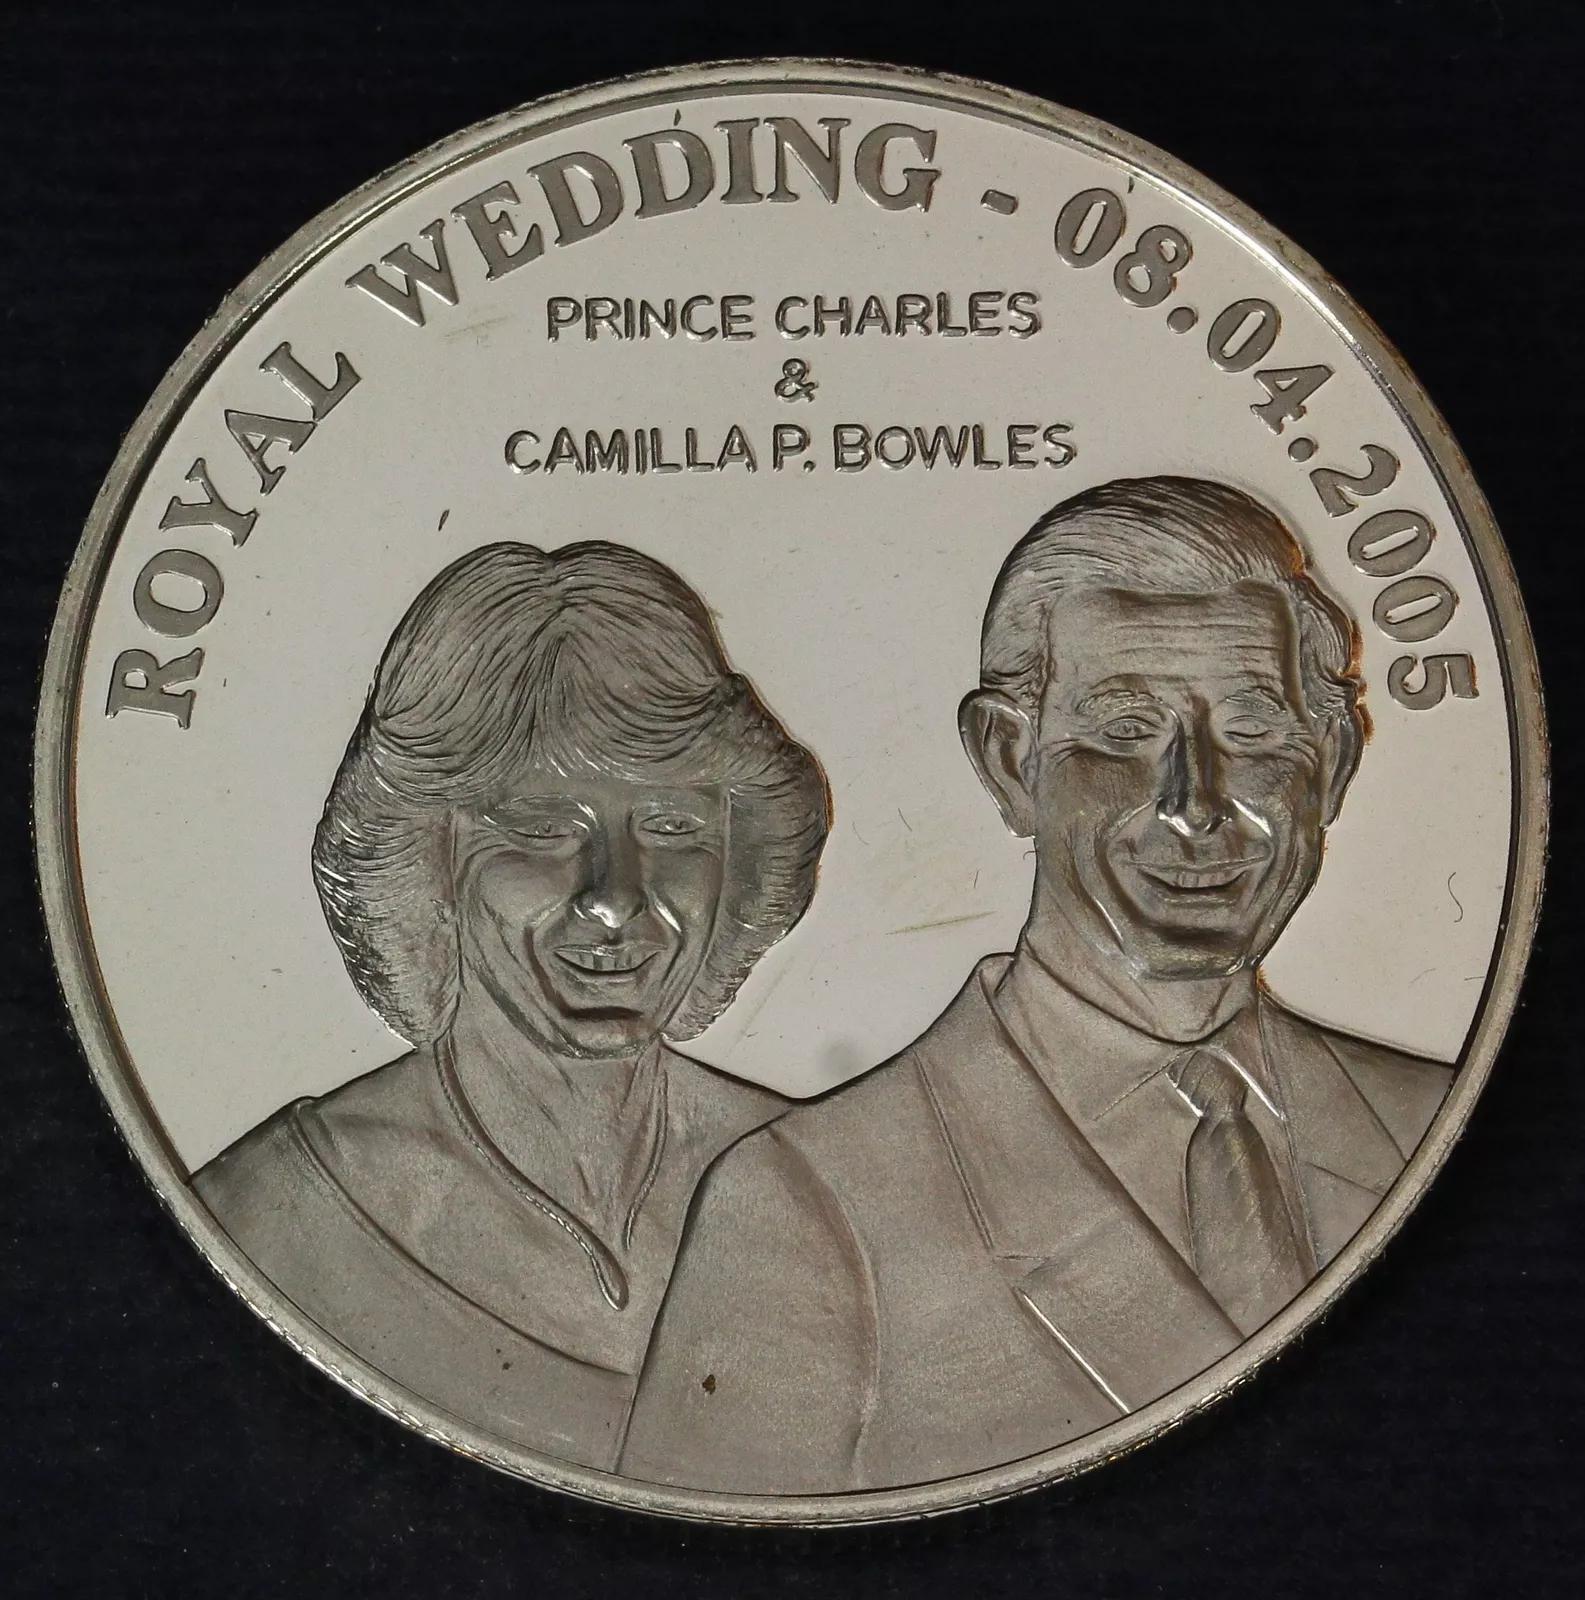 ROYAL WEDDING - 08.04.2005
PRINCE CHARLES
&
CAMILLA P. BOWLES